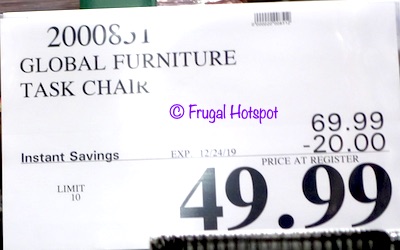 2000851
GLOBAL FURNITURE
TASK CHAIR
© Frugal Hotspot
69.99
-20.00
Instant Savings EXP 12/24/19 PRICE AT REGISTER
LIMIT
10
49.99